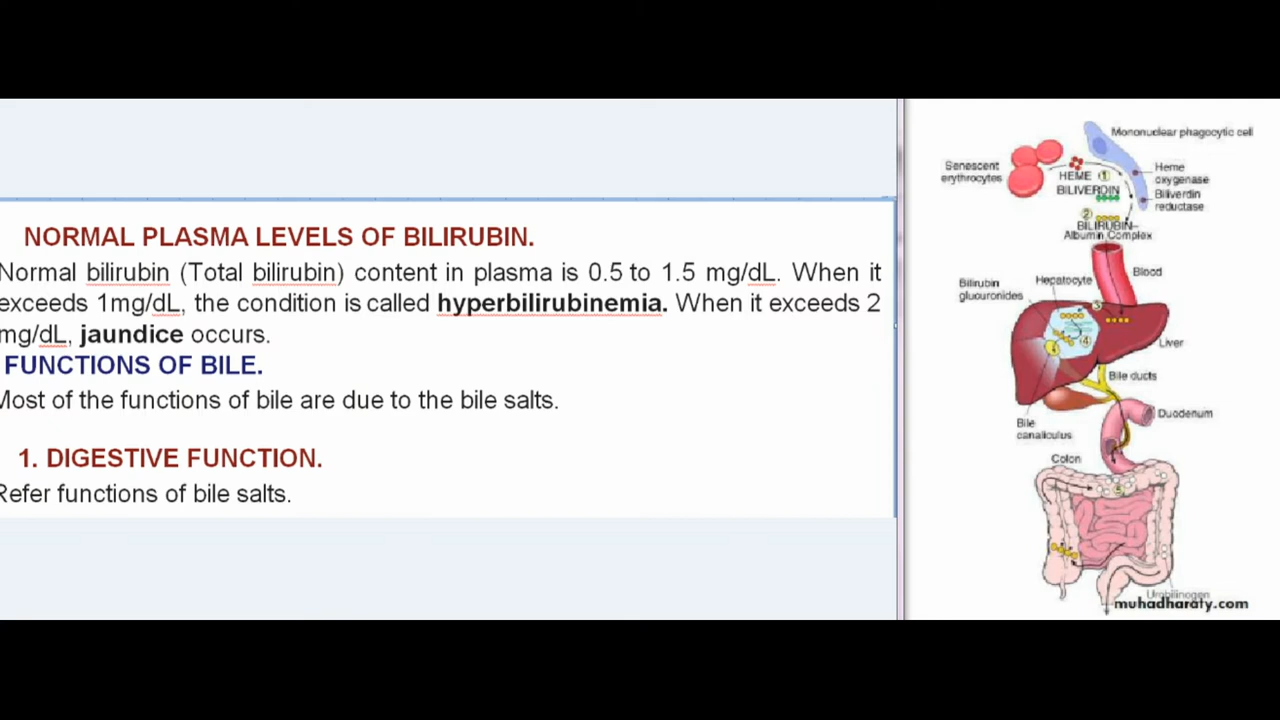 NORMAL PLASMA LEVELS OF BILIRUBIN.
Normal bilirubin (Total bilirubin) content in plasma is 0.5 to 1.5 mg/dL. When it
exceeds 1mg/dL, the condition is called hyperbilirubinemia. When it exceeds 2
mg/dL, jaundice occurs.
FUNCTIONS OF BILE.
Most of the functions of bile are due to the bile salts.
1. DIGESTIVE FUNCTION.
Refer functions of bile salts.
Mononuclear phagocytic cell
Senescent
erythrocytes
HEME 1
BILIVERDIN
Heme
oxygenase
Biliverdin
reductase
2
BILIRUBIN–
Albumin Complex
Blood
Bilirubin
glucuronides
Hepatocyte
3
4
Liver
Bile ducts
Bile
canaliculus
Duodenum
Colon
Urobilinogen
muhadharaty.com